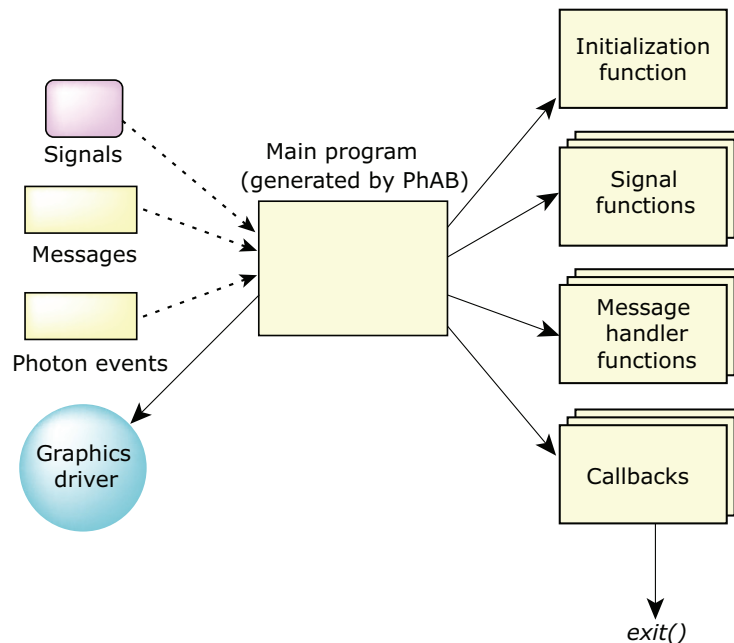 Initialization
function
Signals
Main program
(generated by PhAB)
Signal
functions
Messages
Message
handler
functions
Photon events
Graphics
driver
Callbacks
exit()